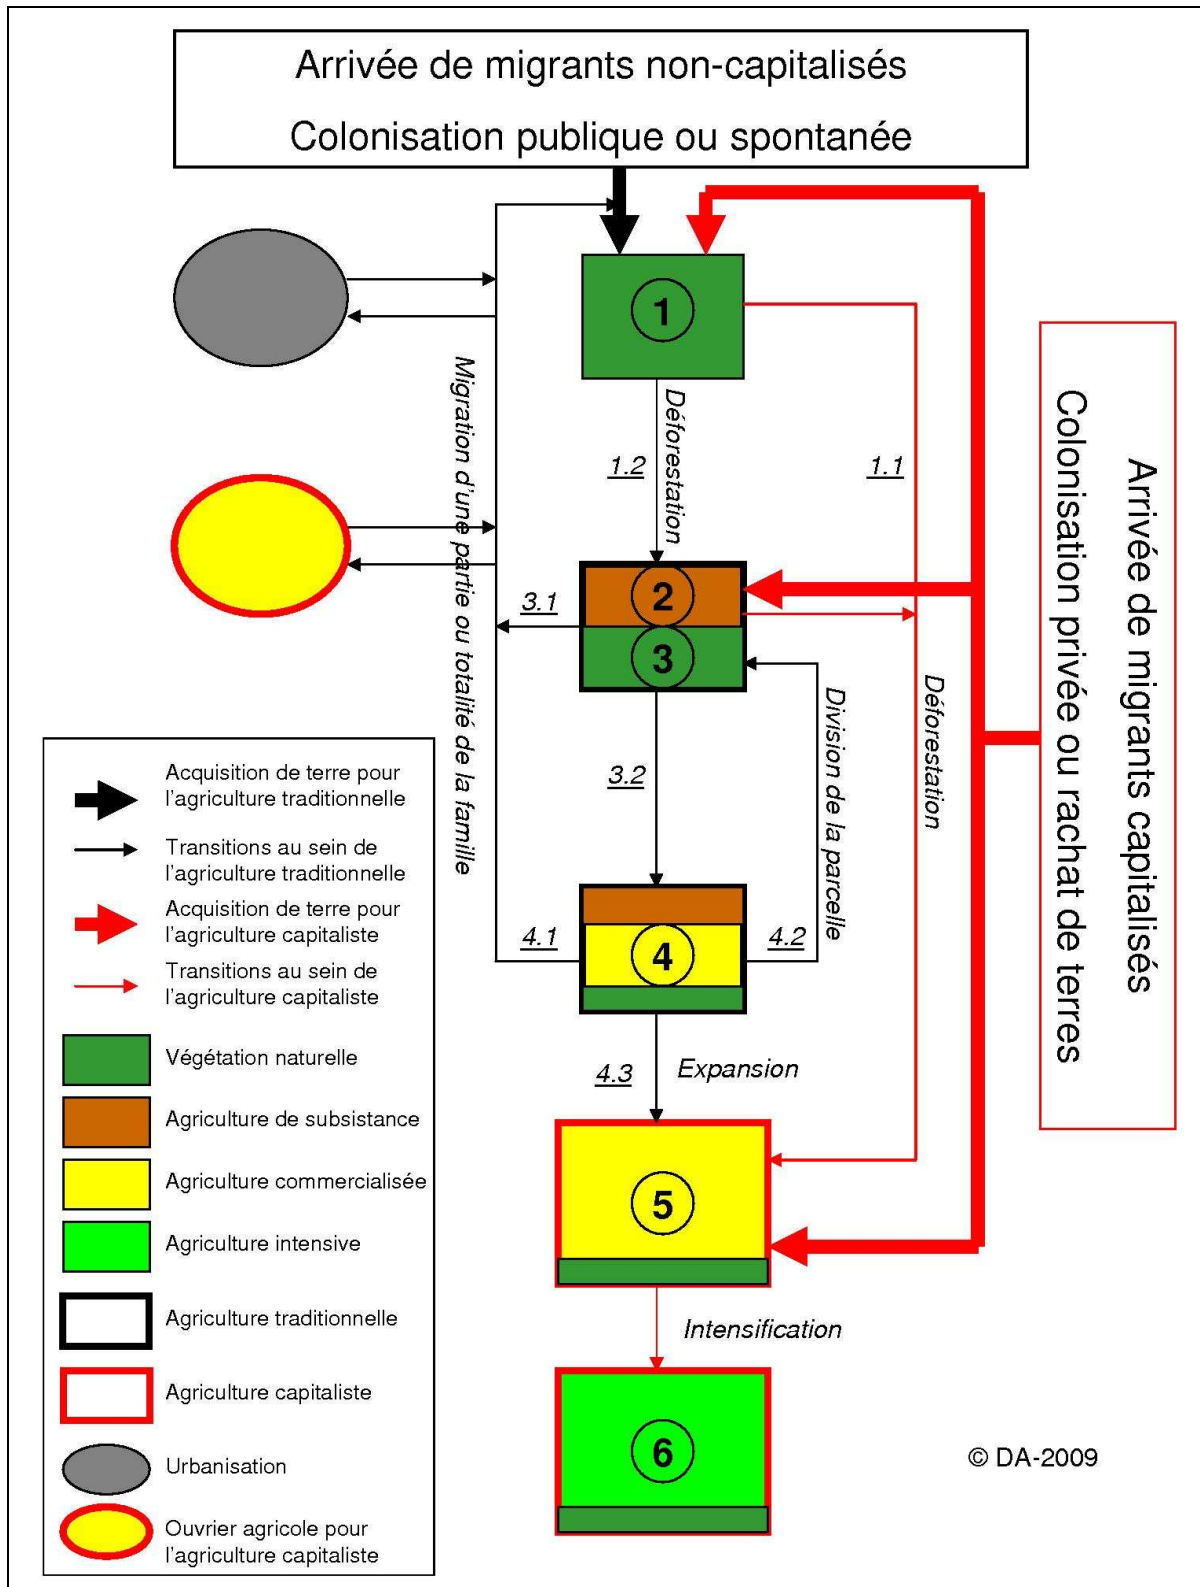 Arrivée de migrants non-capitalisés
Colonisation publique ou spontanée
1
Migration d'une partie ou totalité de la famille
Déforestation
1.2
1.1
Arrivée de migrants capitalisés
Colonisation privée ou rachat de terres
2
3.1
3
Déforestation
Division de la parcelle
3.2
4.1
4
4.2
4.3
Expansion
5
Intensification
6
© DA-2009
Acquisition de terre pour
l'agriculture traditionnelle
Transitions au sein de
l'agriculture traditionnelle
Acquisition de terre pour
l'agriculture capitaliste
Transitions au sein de
l'agriculture capitaliste
Végétation naturelle
Agriculture de subsistance
Agriculture commercialisée
Agriculture intensive
Agriculture traditionnelle
Agriculture capitaliste
Urbanisation
Ouvrier agricole pour
l'agriculture capitaliste